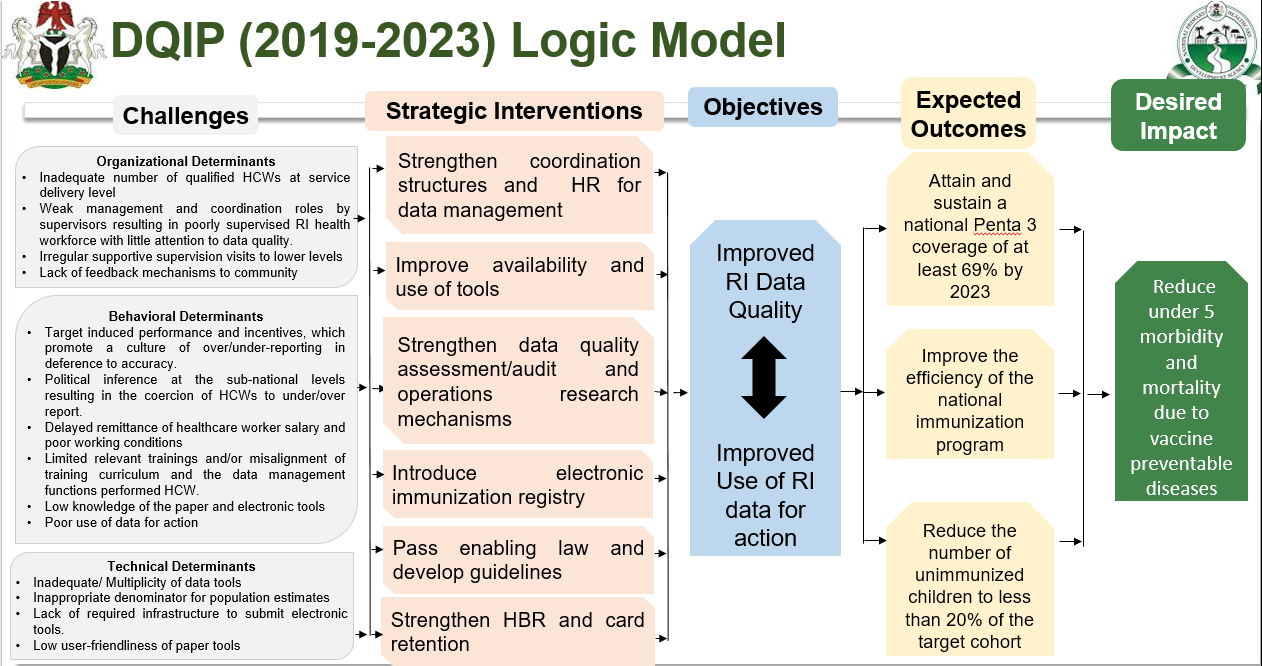 DQIP (2019-2023) Logic Model
Challenges
Strategic Interventions
Objectives
Expected
Outcomes
Desired
Impact
Organizational Determinants
• Inadequate number of qualified HCWs at service
delivery level
• Weak management and coordination roles by
supervisors resulting in poorly supervised RI health
workforce with little attention to data quality.
• Irregular supportive supervision visits to lower levels
• Lack of feedback mechanisms to community
Behavioral Determinants
• Target induced performance and incentives, which
promote a culture of over/under-reporting in
deference to accuracy.
• Political inference at the sub-national levels
resulting in the coercion of HCWs to under/over
report.
• Delayed remittance of healthcare worker salary and
poor working conditions
• Limited relevant trainings and/or misalignment of
training curriculum and the data management
functions performed HCW.
• Low knowledge of the paper and electronic tools
• Poor use of data for action
Technical Determinants
• Inadequate/ Multiplicity of data tools
• Inappropriate denominator for population estimates
• Lack of required infrastructure to submit electronic
tools.
• Low user-friendliness of paper tools
Strengthen coordination
structures and HR for
data management
Improve availability and
use of tools
Strengthen data quality
assessment/audit and
operations research
mechanisms
Introduce electronic
immunization registry
Pass enabling law and
develop guidelines
Strengthen HBR and card
retention
Improved
RI Data
Quality
Improved
Use of RI
data for
action
Attain and
sustain a
national Penta 3
coverage of at
least 69% by
2023
Improve the
efficiency of the
national
immunization
program
Reduce the
number of
unimmunized
children to less
than 20% of the
target cohort
Reduce
under 5
morbidity
and
mortality
due to
vaccine
preventable
diseases